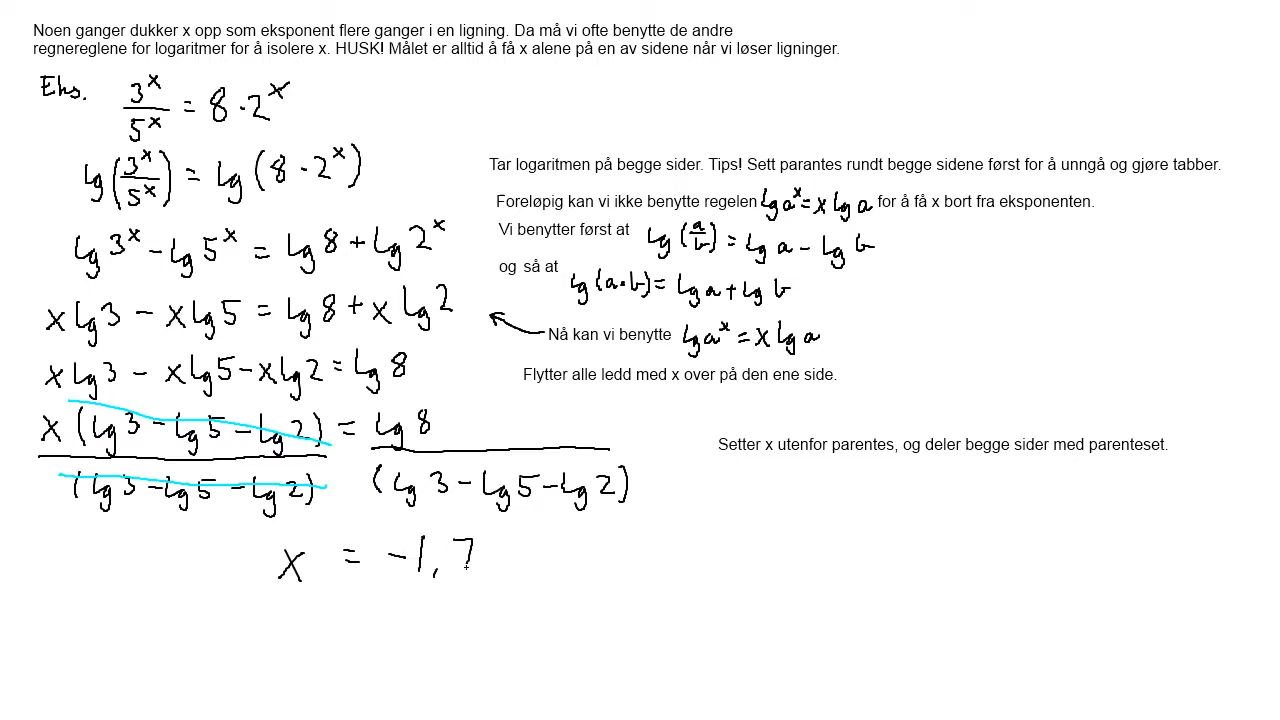 Noen ganger dukker x opp som eksponent flere ganger i en ligning. Da må vi ofte benytte de andre
regnereglene for logaritmer for å isolere x. HUSK! Målet er alltid å få x alene på en av sidene når vi løser ligninger.
Eks. 3^x / 5^x = 8 · 2^x
lg(3^x / 5^x) = lg(8 · 2^x)
Tar logaritmen på begge sider. Tips! Sett parantes rundt begge sidene først for å unngå og gjøre tabber.
Foreløpig kan vi ikke benytte regelen lg a^x = x lg a for å få x bort fra eksponenten.
lg 3^x - lg 5^x = lg 8 + lg 2^x
Vi benytter først at lg(a/b) = lg a - lg b
og så at lg(a · b) = lg a + lg b
x lg 3 - x lg 5 = lg 8 + x lg 2
Nå kan vi benytte lg a^x = x lg a
x lg 3 - x lg 5 - x lg 2 = lg 8
Flytter alle ledd med x over på den ene side.
x (lg 3 - lg 5 - lg 2) = lg 8
Setter x utenfor parentes, og deler begge sider med parenteset.
(lg 3 - lg 5 - lg 2) (lg 3 - lg 5 - lg 2)
x = -1,7